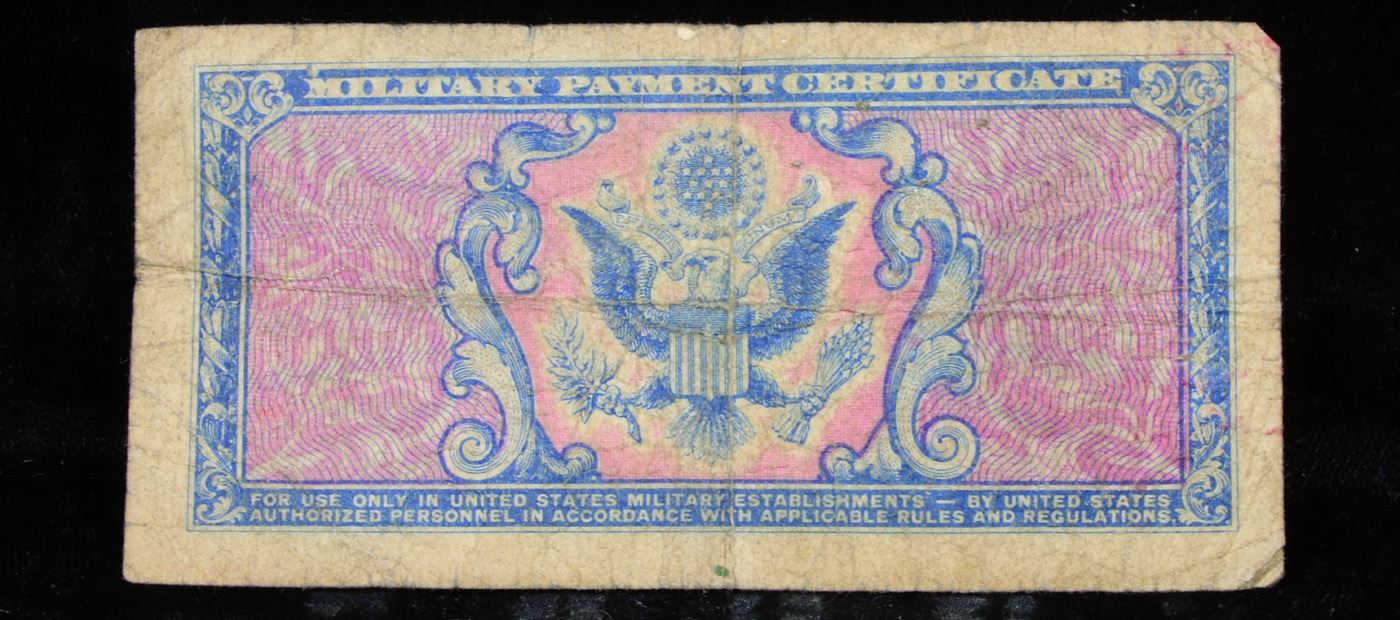 MILITARY PAYMENT CERTIFICATE
FOR USE ONLY IN UNITED STATES MILITARY ESTABLISHMENTS — BY UNITED STATES
AUTHORIZED PERSONNEL IN ACCORDANCE WITH APPLICABLE RULES AND REGULATIONS.